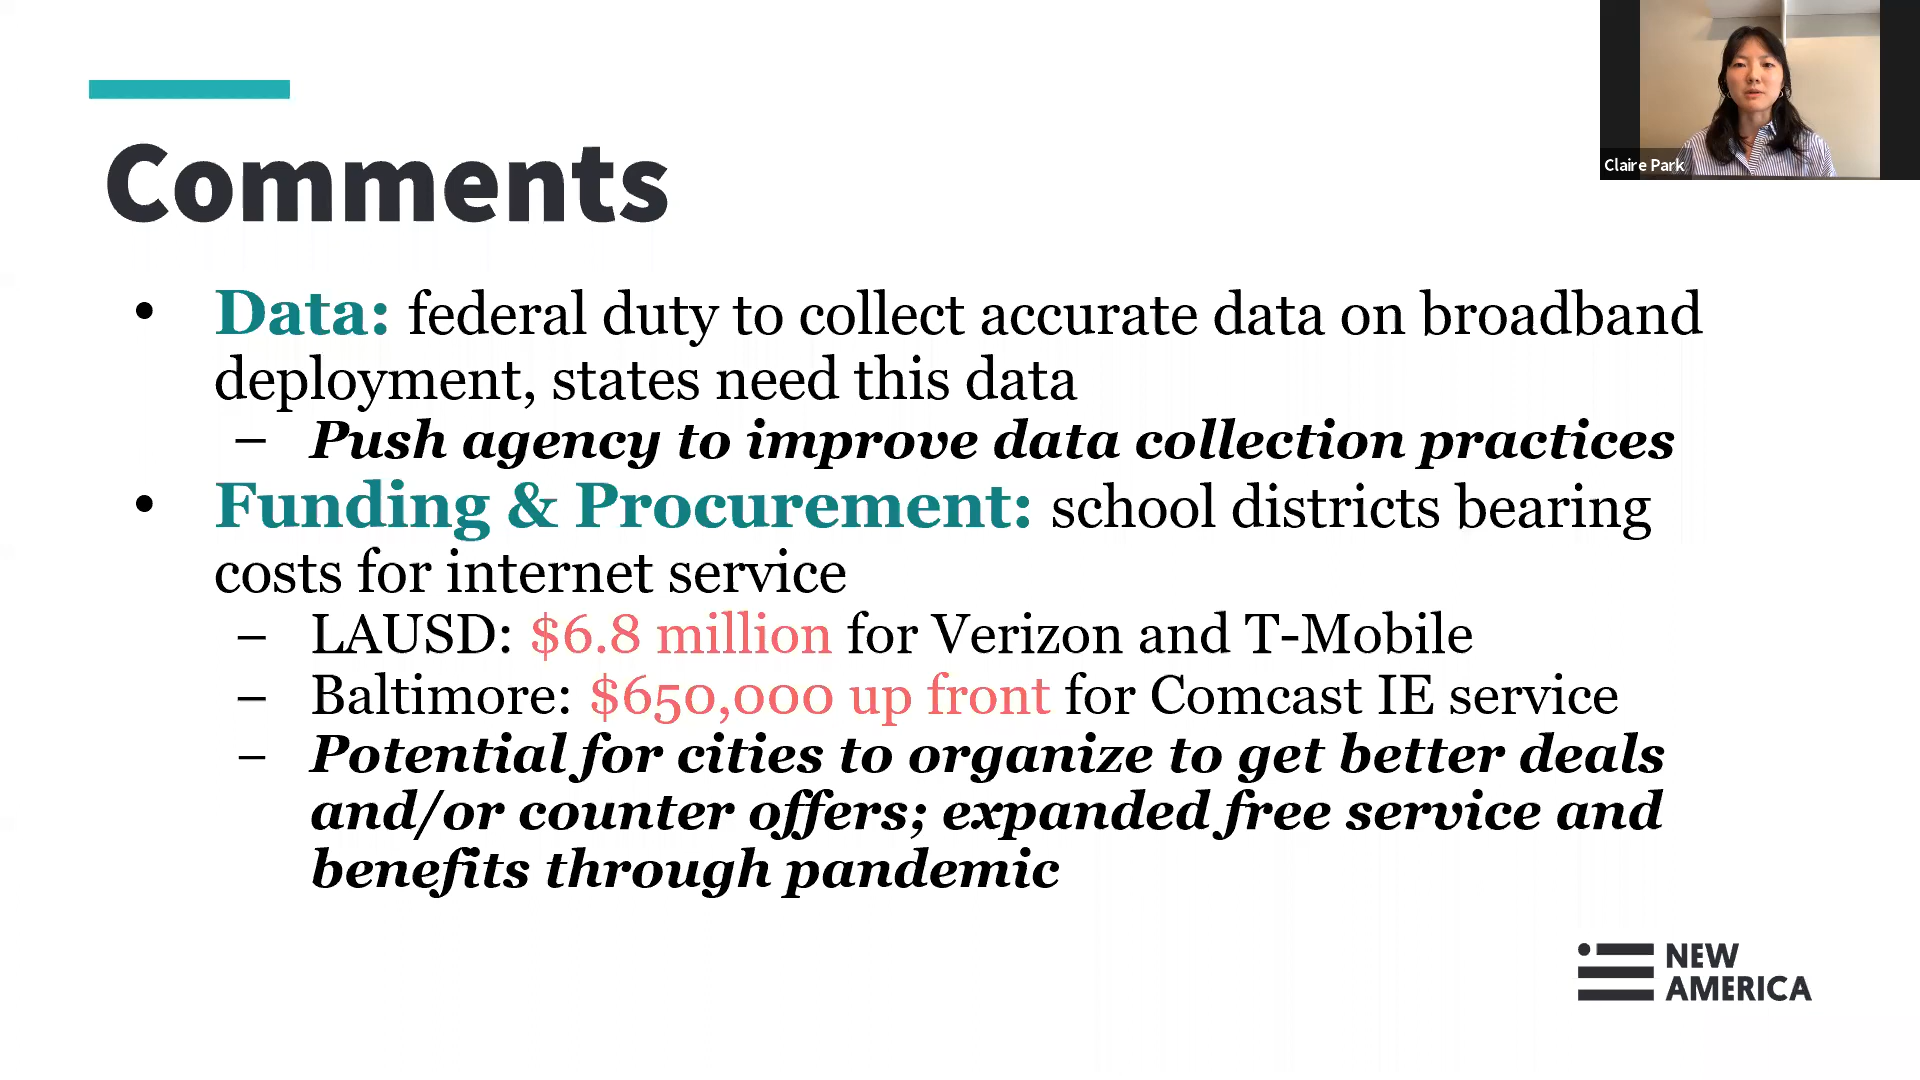 Comments
Claire Park
• Data: federal duty to collect accurate data on broadband
deployment, states need this data
– Push agency to improve data collection practices
• Funding & Procurement: school districts bearing
costs for internet service
– LAUSD: $6.8 million for Verizon and T-Mobile
– Baltimore: $650,000 up front for Comcast IE service
– Potential for cities to organize to get better deals
and/or counter offers; expanded free service and
benefits through pandemic
NEW
AMERICA